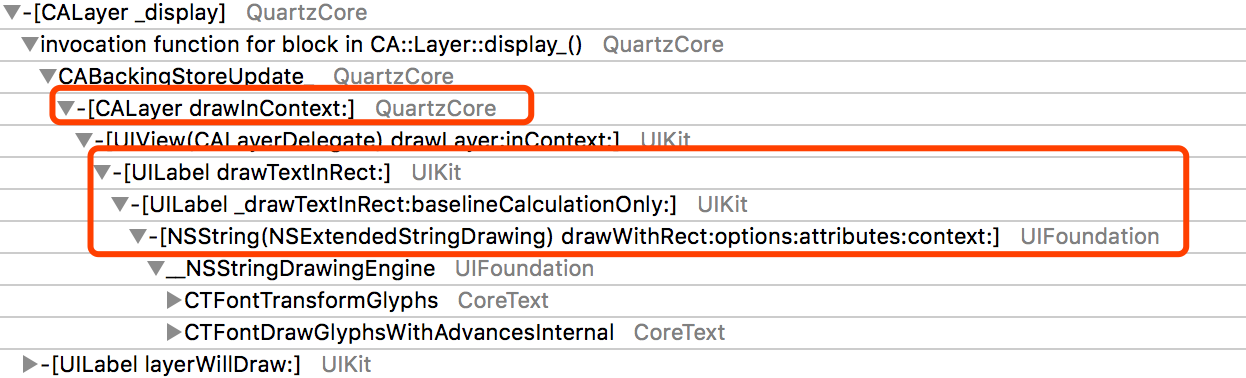 -[CALayer _display] QuartzCore
invocation function for block in CA::Layer::display_() QuartzCore
CABackingStoreUpdate_ QuartzCore
-[CALayer drawInContext:] QuartzCore
-[UIView(CALayerDelegate) drawLayer:inContext:] UIKit
-[UILabel drawTextInRect:] UIKit
-[UILabel _drawTextInRect:baselineCalculationOnly:] UIKit
-[NSString(NSExtendedStringDrawing) drawWithRect:options:attributes:context:] UIFoundation
__NSStringDrawingEngine UIFoundation
CTFontTransformGlyphs CoreText
CTFontDrawGlyphsWithAdvancesInternal CoreText
-[UILabel layerWillDraw:] UIKit